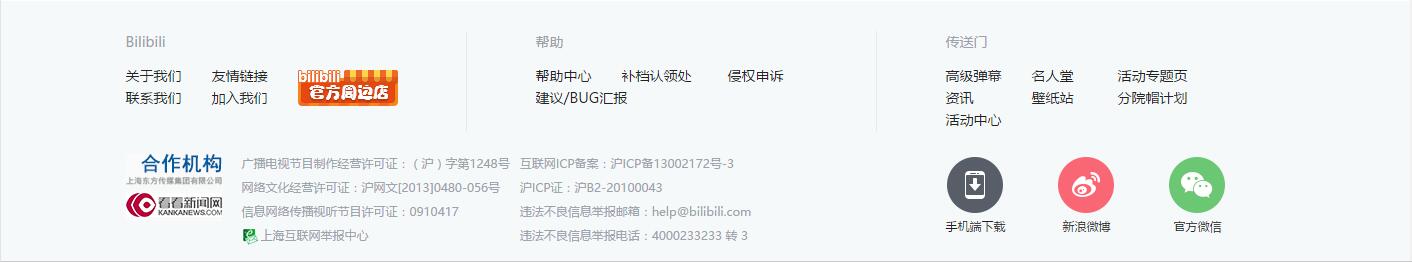 Bilibili
关于我们 友情链接
联系我们 加入我们
bilibili
官方周边店
帮助
帮助中心 补档认领处 侵权申诉
建议/BUG汇报
传送门
高级弹幕 名人堂 活动专题页
资讯 壁纸站 分院帽计划
活动中心
合作机构
上海东方传媒集团有限公司
看看新闻网
KANKANEWS.COM
广播电视节目制作经营许可证：（沪）字第1248号 互联网ICP备案：沪ICP备13002172号-3
网络文化经营许可证：沪网文[2013]0480-056号 沪ICP证：沪B2-20100043
信息网络传播视听节目许可证：0910417 违法不良信息举报邮箱：help@bilibili.com
上海互联网举报中心 违法不良信息举报电话：4000233233 转 3
手机端下载 新浪微博 官方微信